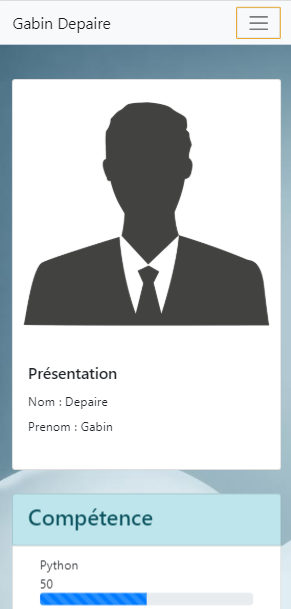 Gabin Depaire
Présentation
Nom : Depaire
Prenom : Gabin
Compétence
Python
50